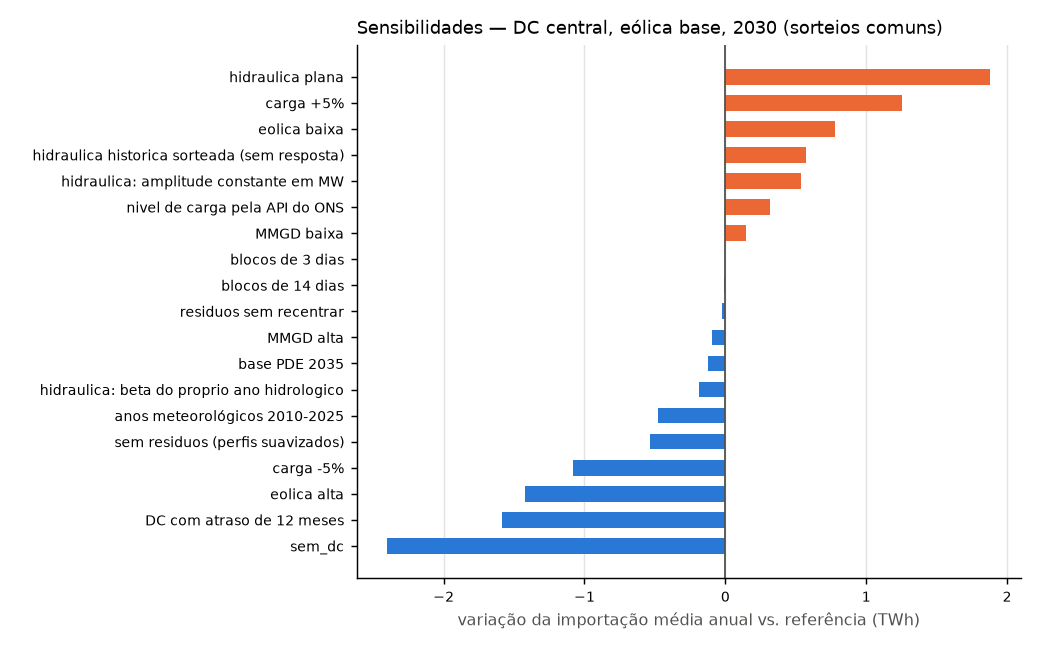 Sensibilidades — DC central, eólica base, 2030 (sorteios comuns)
hidraulica plana
carga +5%
eolica baixa
hidraulica historica sorteada (sem resposta)
hidraulica: amplitude constante em MW
nivel de carga pela API do ONS
MMGD baixa
blocos de 3 dias
blocos de 14 dias
residuos sem recentrar
MMGD alta
base PDE 2035
hidraulica: beta do proprio ano hidrologico
anos meteorológicos 2010-2025
sem residuos (perfis suavizados)
carga -5%
eolica alta
DC com atraso de 12 meses
sem_dc
−2 −1 0 1 2
variação da importação média anual vs. referência (TWh)